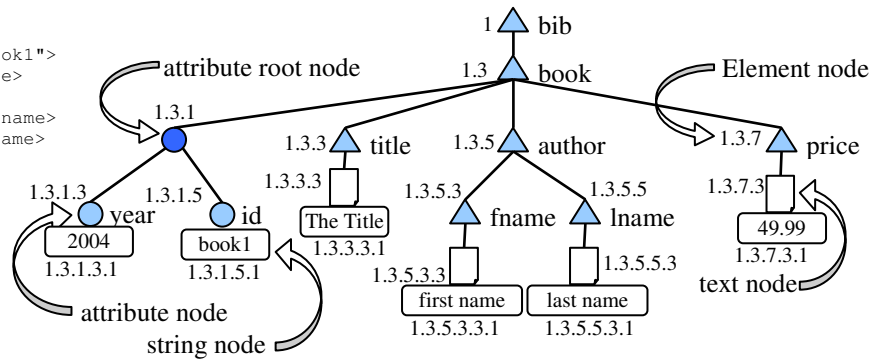 1 bib
ok1">
e>
name>
ame>
attribute root node
1.3 book
Element node
1.3.1
1.3.3 title
1.3.5 author
1.3.7 price
1.3.1.3 year
1.3.1.5 id
1.3.3.3
The Title
1.3.3.3.1
1.3.5.3 fname
1.3.5.5 lname
1.3.7.3
2004
1.3.1.3.1
book1
1.3.1.5.1
49.99
1.3.7.3.1
1.3.5.3.3
1.3.5.5.3
first name
1.3.5.3.3.1
last name
1.3.5.5.3.1
text node
attribute node
string node